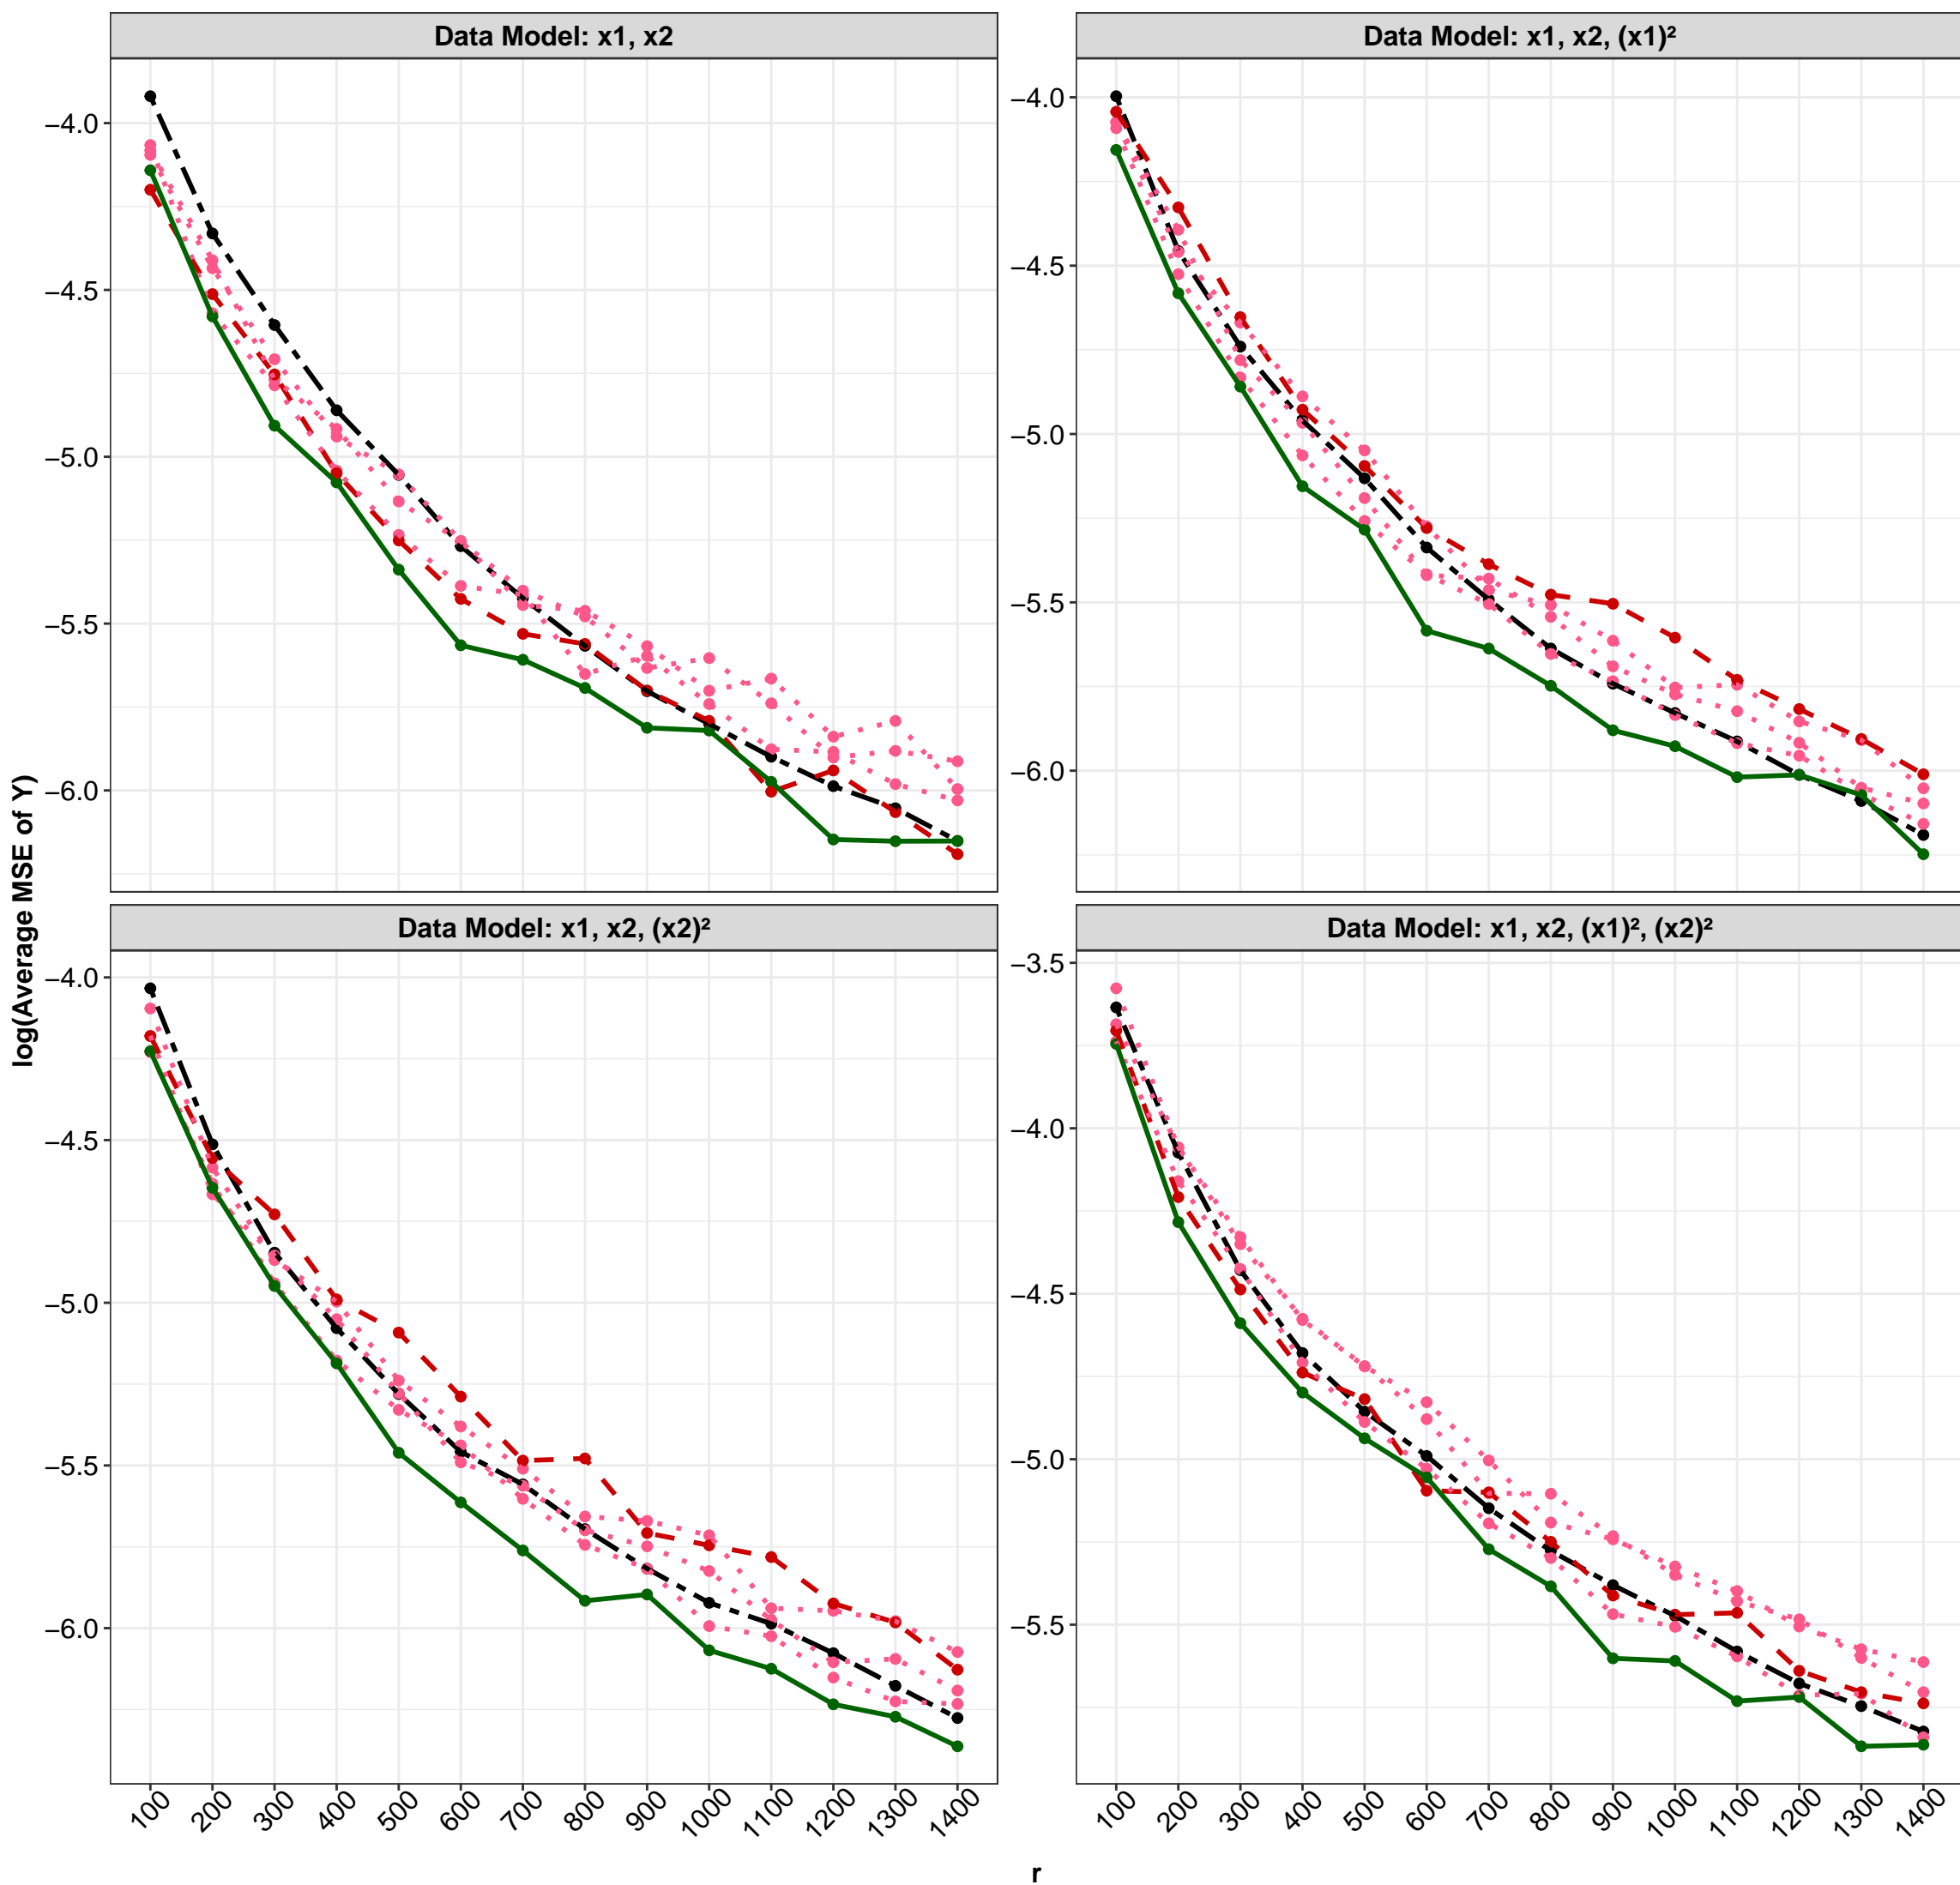 Data Model: x1, x2
Data Model: x1, x2, (x1)²
−4.0
−4.5
−5.0
−5.5
−6.0
−4.0
−4.5
−5.0
−5.5
−6.0
log(Average MSE of Y)
Data Model: x1, x2, (x2)²
Data Model: x1, x2, (x1)², (x2)²
−4.0
−4.5
−5.0
−5.5
−6.0
−3.5
−4.0
−4.5
−5.0
−5.5
100 200 300 400 500 600 700 800 900 1000 1100 1200 1300 1400
100 200 300 400 500 600 700 800 900 1000 1100 1200 1300 1400
r